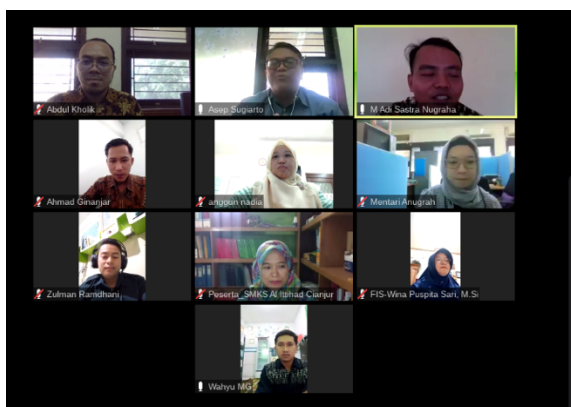 Abdul Kholik
Asep Sugiarto
M Adi Sastra Nugraha
Ahmad Ginanjar
anggun nadia
Mentari Anugrah
Zulman Ramdhani
Peserta_SMKS Al Ittihad Cianjur
FIS-Wina Puspita Sari, M.Si
Wahyu MG